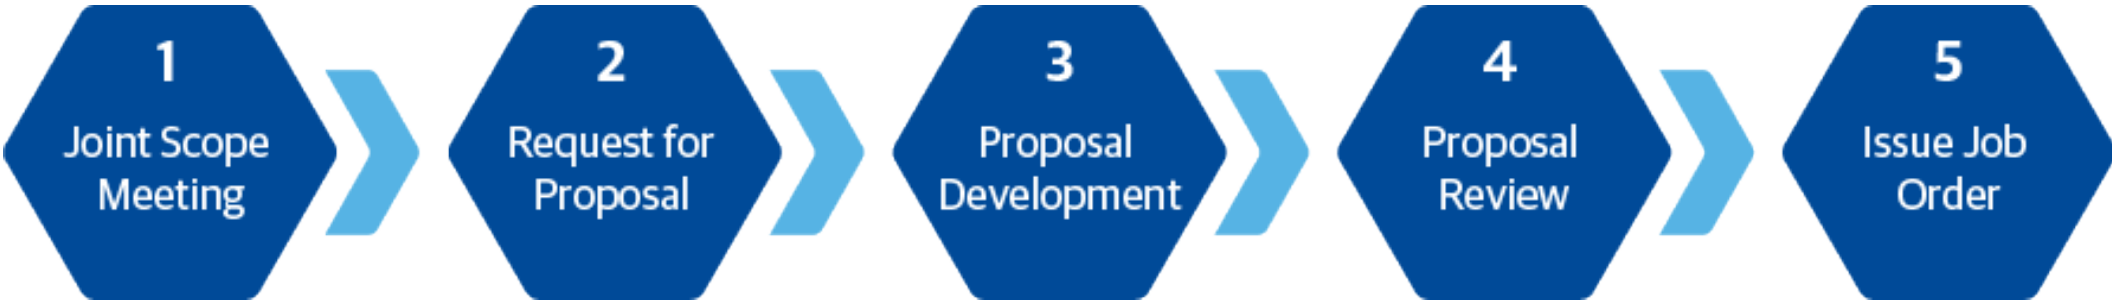 1
Joint Scope
Meeting
2
Request for
Proposal
3
Proposal
Development
4
Proposal
Review
5
Issue Job
Order